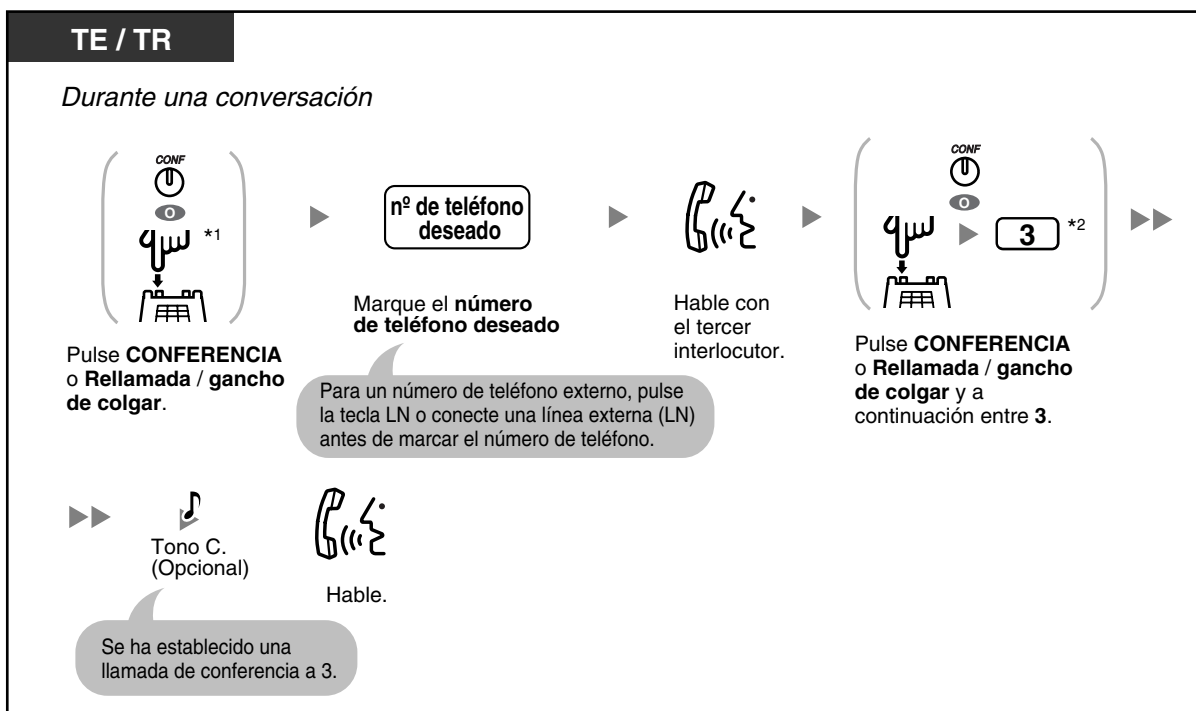 TE / TR
Durante una conversación
CONF
O
*1
Pulse CONFERENCIA
o Rellamada / gancho
de colgar.
nº de teléfono
deseado
Marque el número
de teléfono deseado
Para un número de teléfono externo, pulse
la tecla LN o conecte una línea externa (LN)
antes de marcar el número de teléfono.
Hable con
el tercer
interlocutor.
CONF
O
3 *2
Pulse CONFERENCIA
o Rellamada / gancho
de colgar y a
continuación entre 3.
Tono C.
(Opcional)
Se ha establecido una
llamada de conferencia a 3.
Hable.